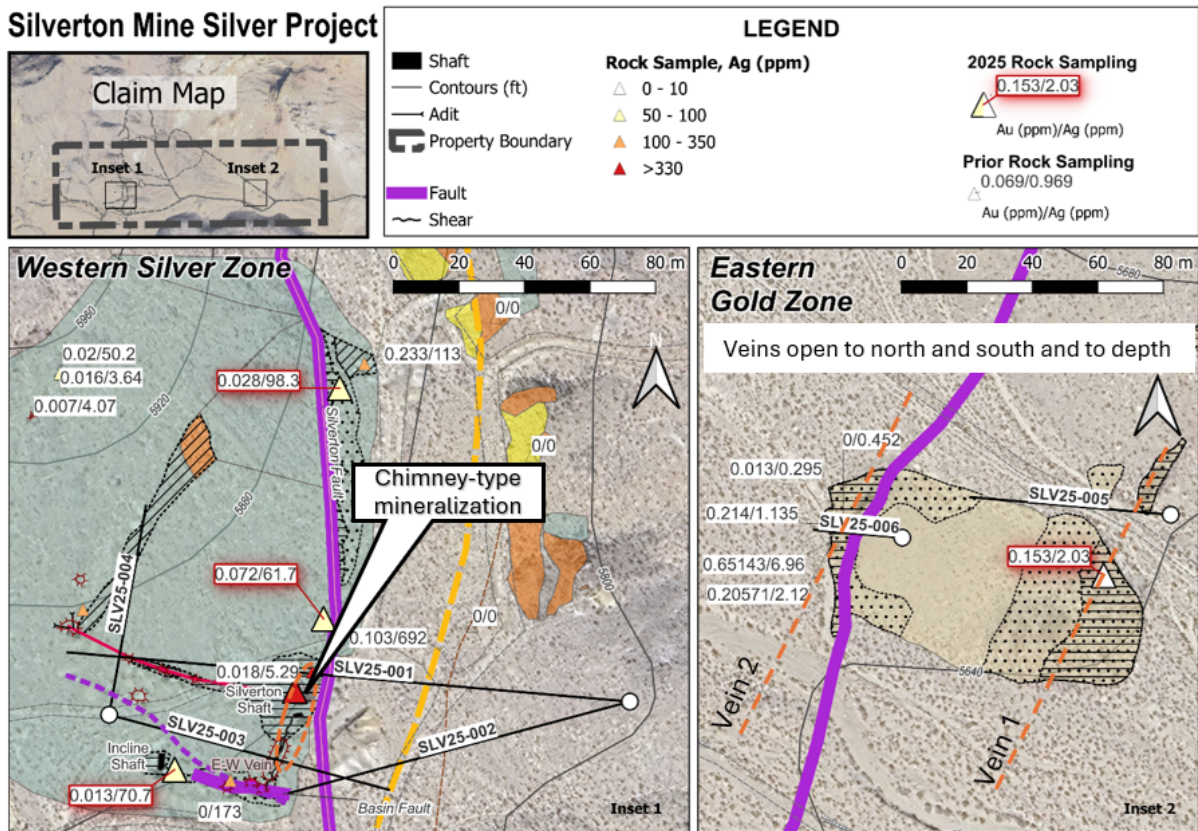 Silverton Mine Silver Project
Claim Map
Inset 1
Inset 2
LEGEND
Shaft
Contours (ft)
Adit
Property Boundary
Fault
Shear
Rock Sample, Ag (ppm)
0 - 10
50 - 100
100 - 350
>330
2025 Rock Sampling
0.153/2.03
Au (ppm)/Ag (ppm)
Prior Rock Sampling
0.069/0.969
Au (ppm)/Ag (ppm)
Western Silver Zone
0 20 40 60 80 m
5960
0/0
0.02/50.2
0.016/3.64
0.007/4.07
0.028/98.3
0.233/113
N
5920
Silverton Fault
0/0
5880
Chimney-type
mineralization
SLV25-004
0.072/61.7
5800
0/0
0.103/692
0.018/5.29
SLV25-001
Silverton
Shaft
SLV25-003
SLV25-002
Incline
Shaft
E-W Vein
0.013/70.7
0/173
Basin Fault
Inset 1
Eastern
Gold Zone
0 20 40 60 80 m
5680
Veins open to north and south and to depth
0/0.452
0.013/0.295
SLV25-005
0.214/1.135
SLV25-006
0.153/2.03
0.65143/6.96
0.20571/2.12
5640
Vein 2
Vein 1
Inset 2